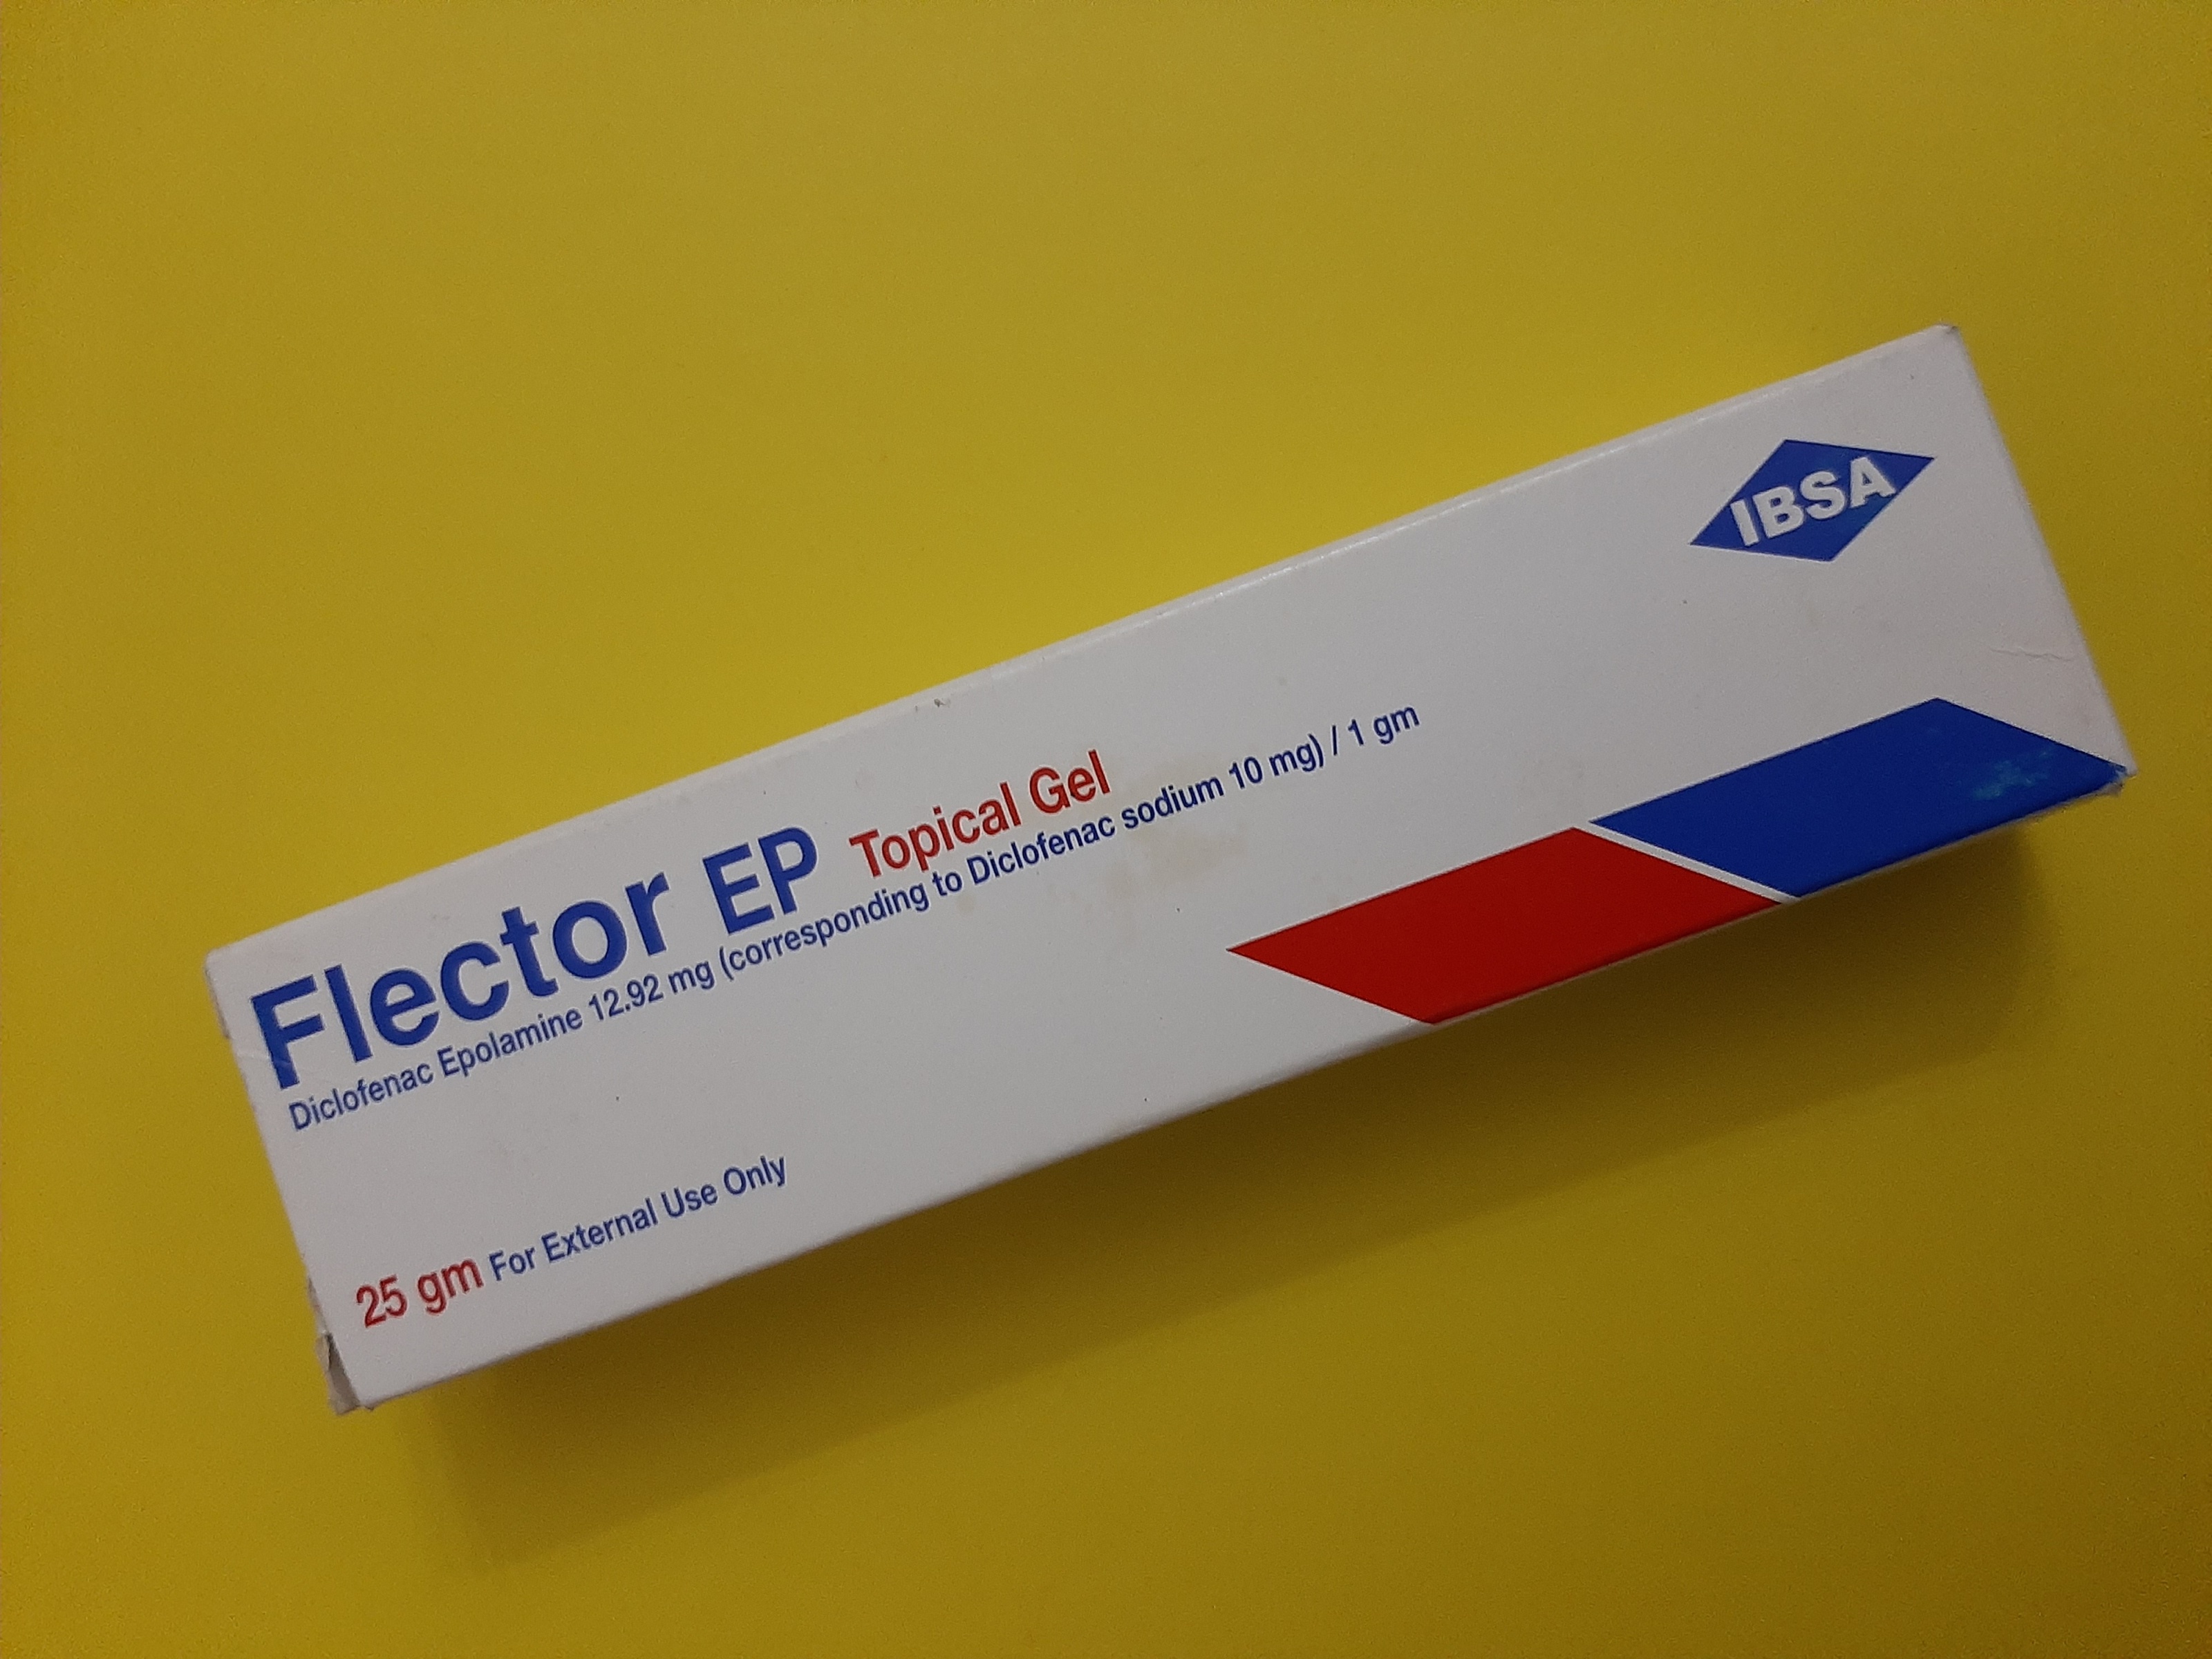 IBSA
Flector EP Topical Gel
Diclofenac Epolamine 12.92 mg (corresponding to Diclofenac sodium 10 mg) / 1 gm
25 gm For External Use Only